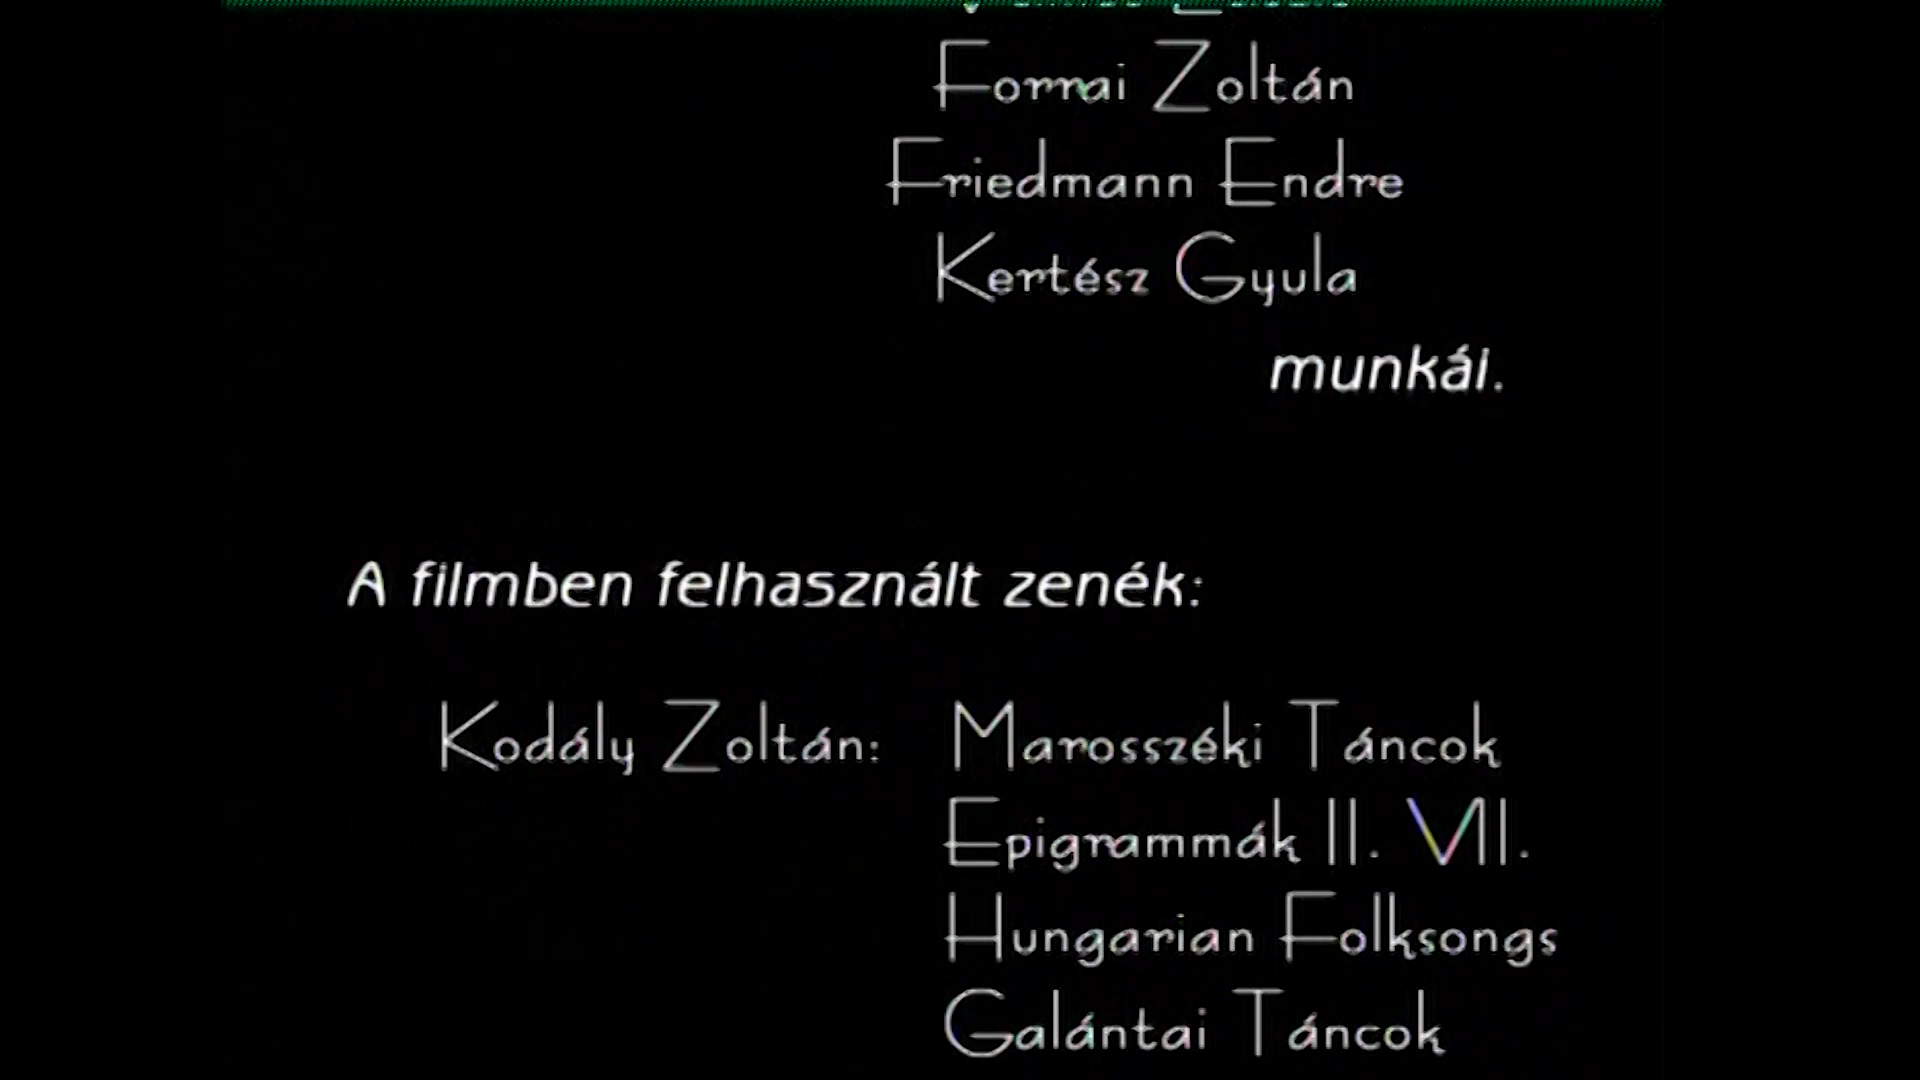 Forrai Zoltán
Friedmann Endre
Kertész Gyula
munkái.
A filmben felhasznált zenék:
Kodály Zoltán: Marosszéki Táncok
Epigrammák II. VII.
Hungarian Folksongs
Galántai Táncok